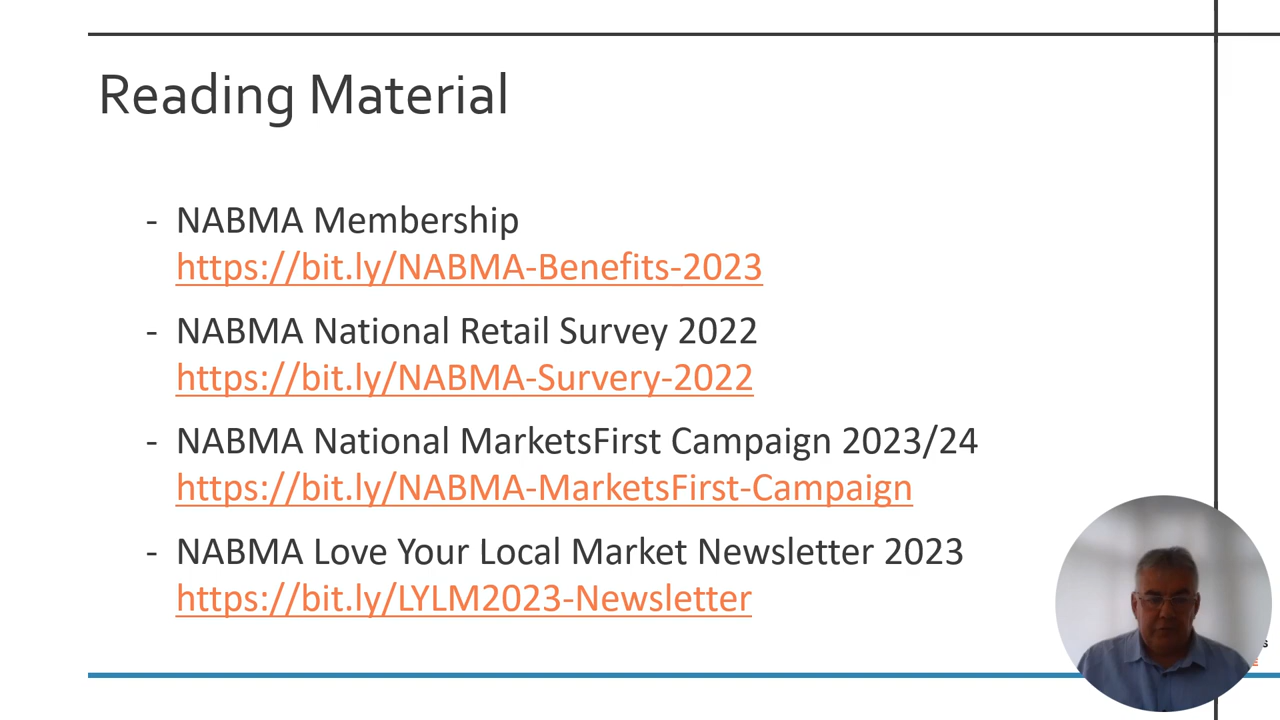 Reading Material
- NABMA Membership
https://bit.ly/NABMA-Benefits-2023
- NABMA National Retail Survey 2022
https://bit.ly/NABMA-Survery-2022
- NABMA National MarketsFirst Campaign 2023/24
https://bit.ly/NABMA-MarketsFirst-Campaign
- NABMA Love Your Local Market Newsletter 2023
https://bit.ly/LYLM2023-Newsletter